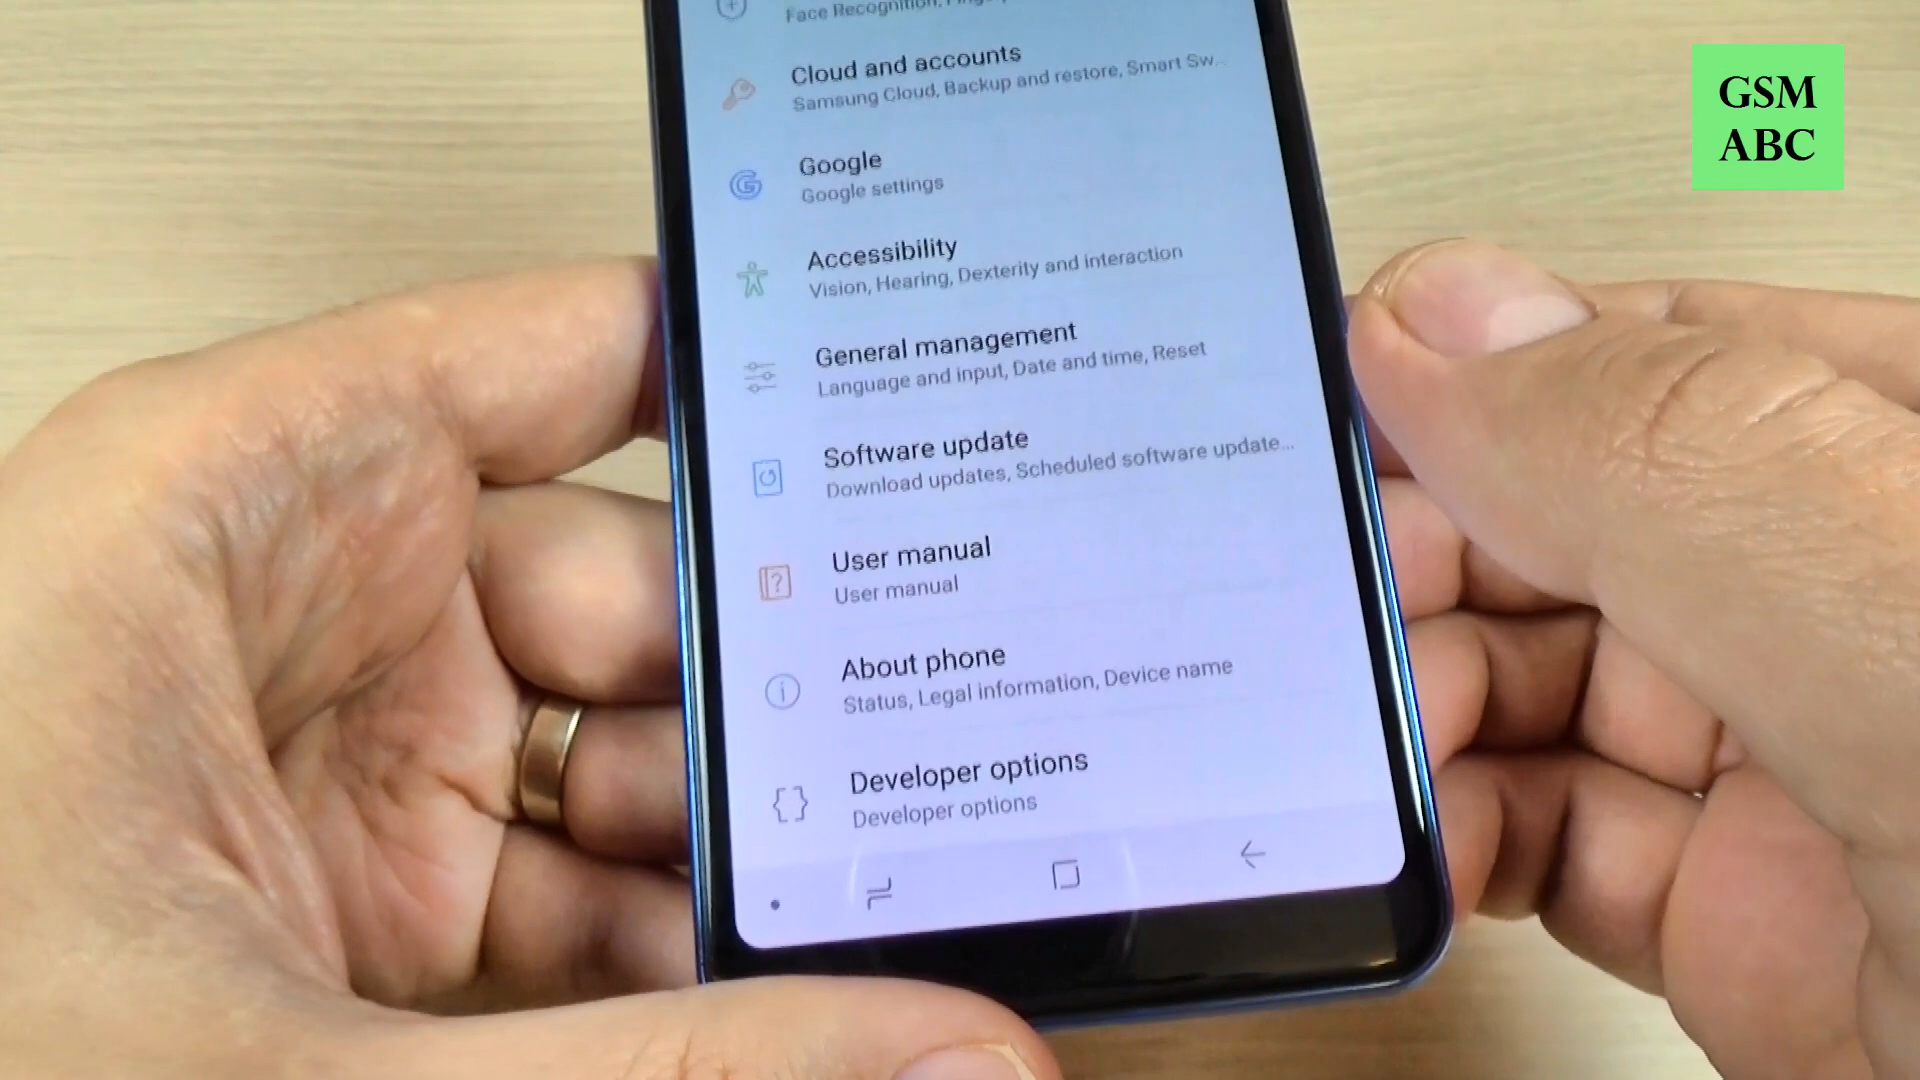 Face Recognition,
Cloud and accounts
Samsung Cloud, Backup and restore, Smart Sw...
Google
Google settings
Accessibility
Vision, Hearing, Dexterity and interaction
General management
Language and input, Date and time, Reset
Software update
Download updates, Scheduled software update...
User manual
User manual
About phone
Status, Legal information, Device name
Developer options
Developer options
GSM
ABC